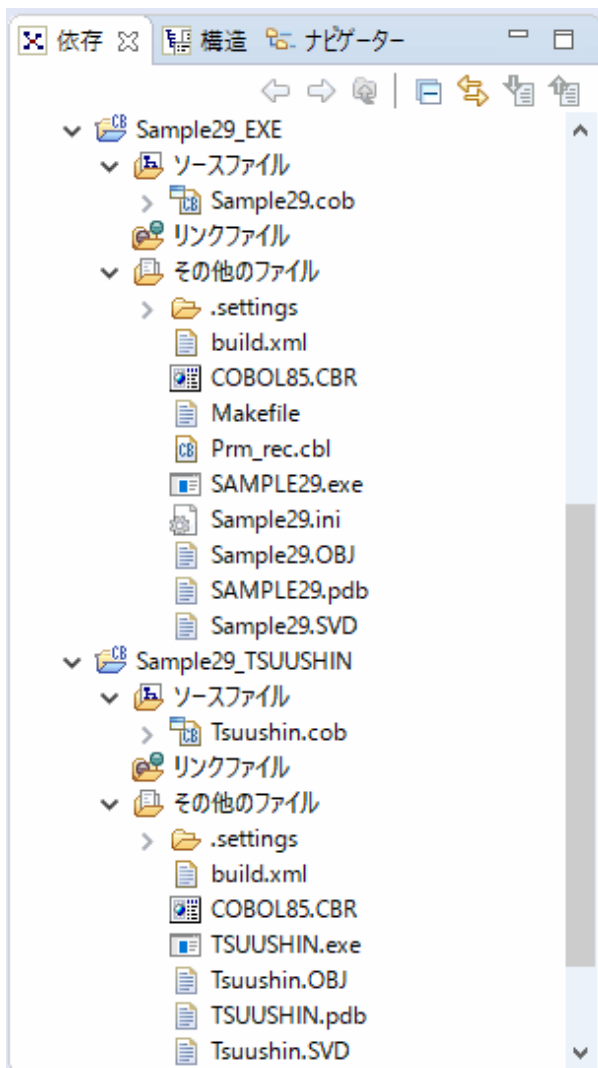 依存 構造 ナビゲーター
Sample29_EXE
ソースファイル
Sample29.cob
リンクファイル
その他のファイル
.settings
build.xml
COBOL85.CBR
Makefile
Prm_rec.cbl
SAMPLE29.exe
Sample29.ini
Sample29.OBJ
SAMPLE29.pdb
Sample29.SVD
Sample29_TSUUSHIN
ソースファイル
Tsuushin.cob
リンクファイル
その他のファイル
.settings
build.xml
COBOL85.CBR
TSUUSHIN.exe
Tsuushin.OBJ
TSUUSHIN.pdb
Tsuushin.SVD